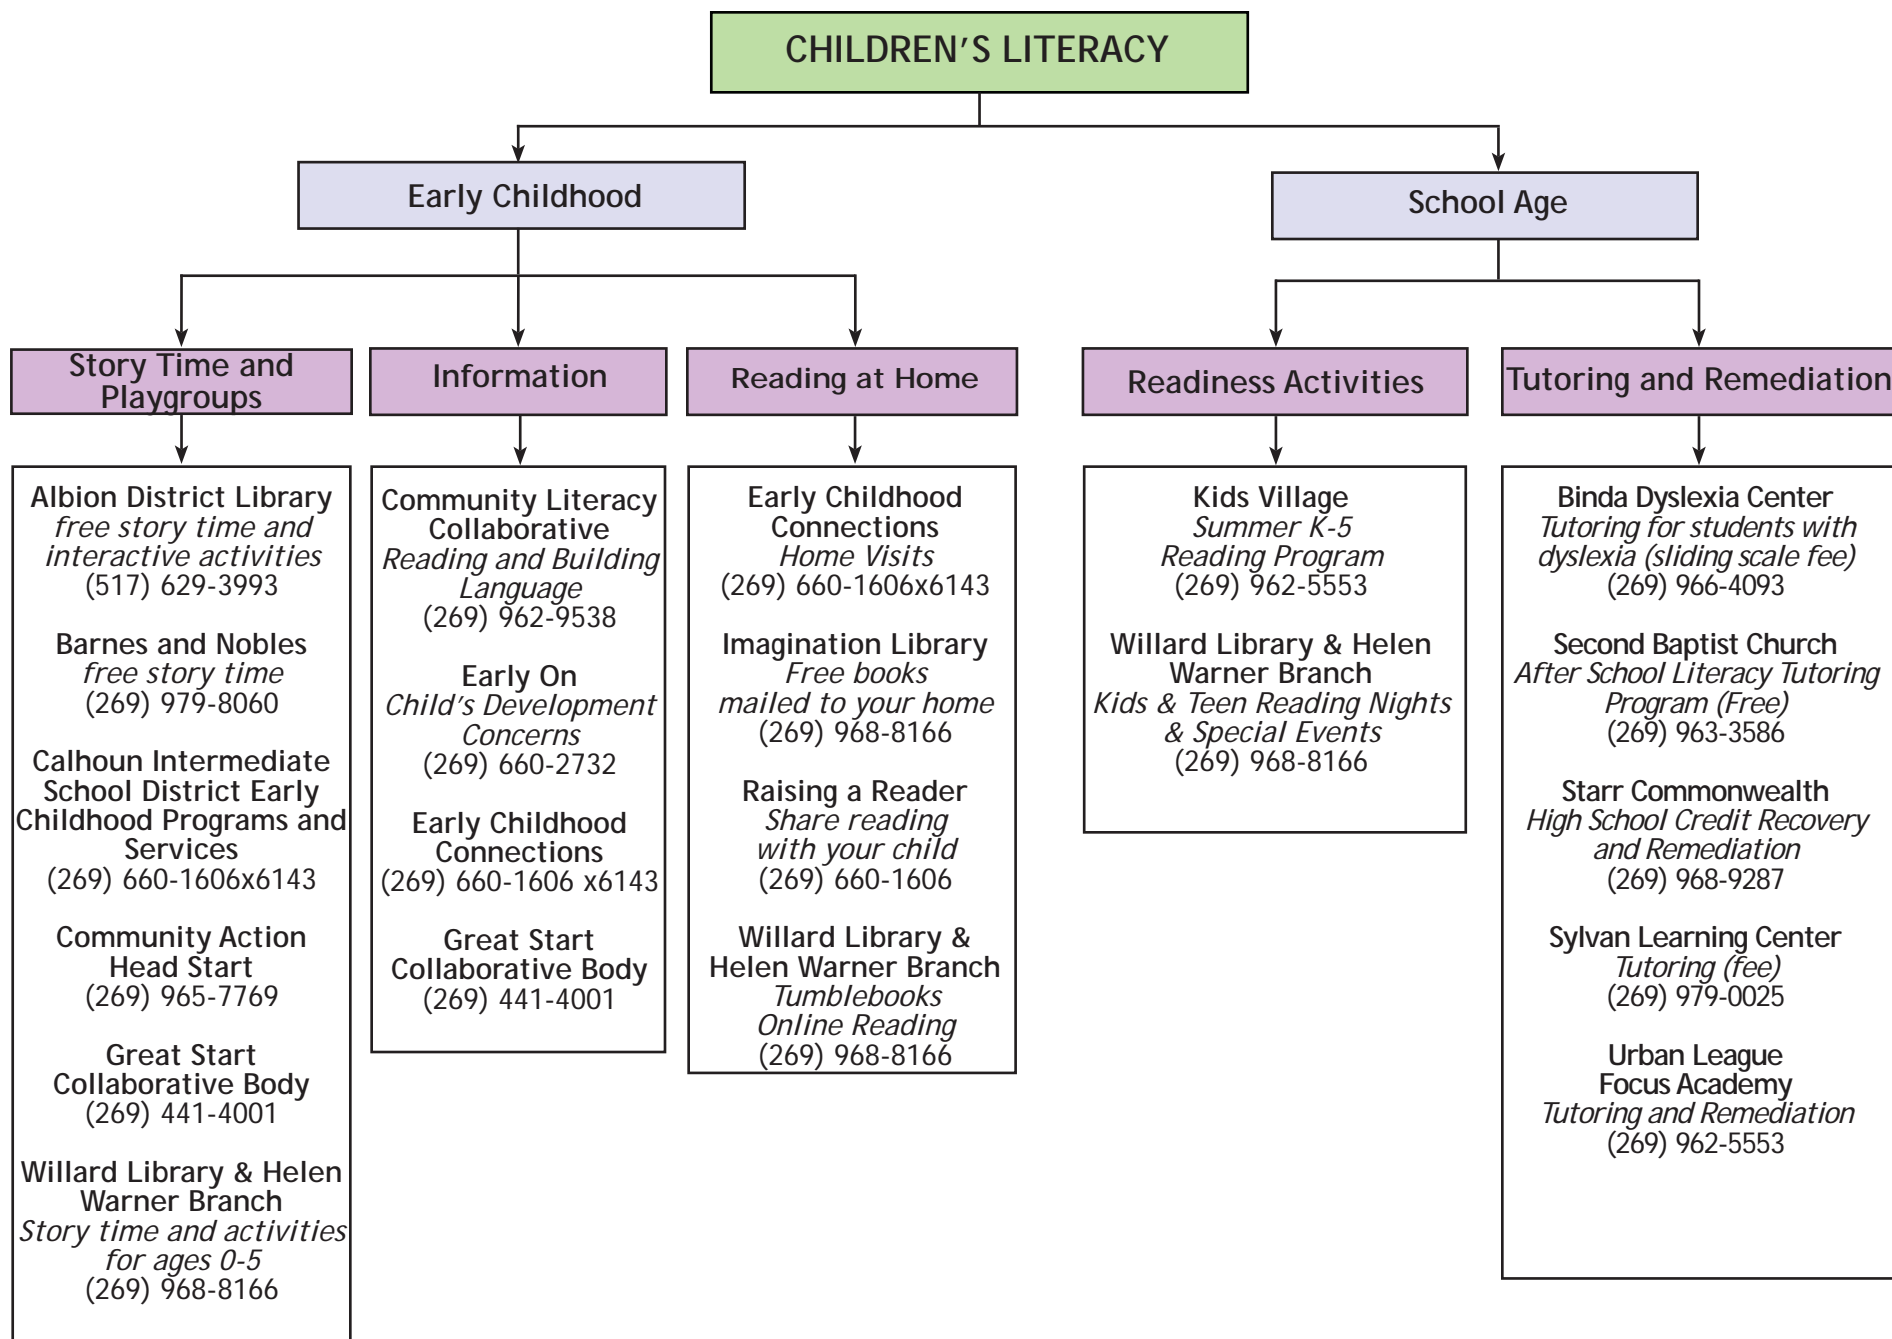 CHILDREN'S LITERACY
Early Childhood
School Age
Story Time and
Playgroups
Information
Reading at Home
Readiness Activities
Tutoring and Remediation
Albion District Library
free story time and
interactive activities
(517) 629-3993
Barnes and Nobles
free story time
(269) 979-8060
Calhoun Intermediate
School District Early
Childhood Programs and
Services
(269) 660-1606x6143
Community Action
Head Start
(269) 965-7769
Great Start
Collaborative Body
(269) 441-4001
Willard Library & Helen
Warner Branch
Story time and activities
for ages 0-5
(269) 968-8166
Community Literacy
Collaborative
Reading and Building
Language
(269) 962-9538
Early On
Child's Development
Concerns
(269) 660-2732
Early Childhood
Connections
(269) 660-1606 x6143
Great Start
Collaborative Body
(269) 441-4001
Early Childhood
Connections
Home Visits
(269) 660-1606x6143
Imagination Library
Free books
mailed to your home
(269) 968-8166
Raising a Reader
Share reading
with your child
(269) 660-1606
Willard Library &
Helen Warner Branch
Tumblebooks
Online Reading
(269) 968-8166
Kids Village
Summer K-5
Reading Program
(269) 962-5553
Willard Library & Helen
Warner Branch
Kids & Teen Reading Nights
& Special Events
(269) 968-8166
Binda Dyslexia Center
Tutoring for students with
dyslexia (sliding scale fee)
(269) 966-4093
Second Baptist Church
After School Literacy Tutoring
Program (Free)
(269) 963-3586
Starr Commonwealth
High School Credit Recovery
and Remediation
(269) 968-9287
Sylvan Learning Center
Tutoring (fee)
(269) 979-0025
Urban League
Focus Academy
Tutoring and Remediation
(269) 962-5553